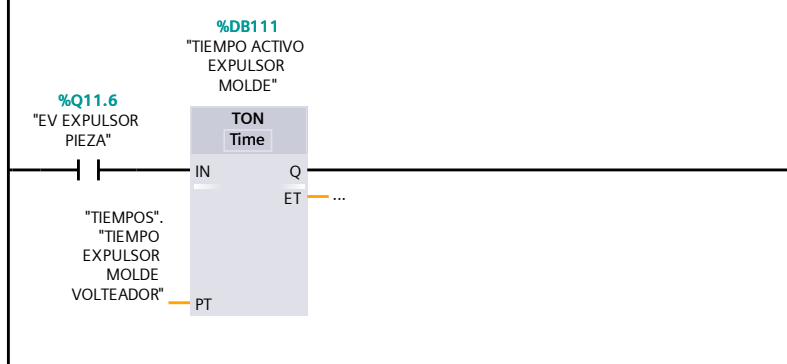 %DB111
"TIEMPO ACTIVO
EXPULSOR
MOLDE"
%Q11.6
"EV EXPULSOR
PIEZA"
TON
Time
IN
Q
ET
...
"TIEMPOS".
"TIEMPO
EXPULSOR
MOLDE
VOLTEADOR"
PT